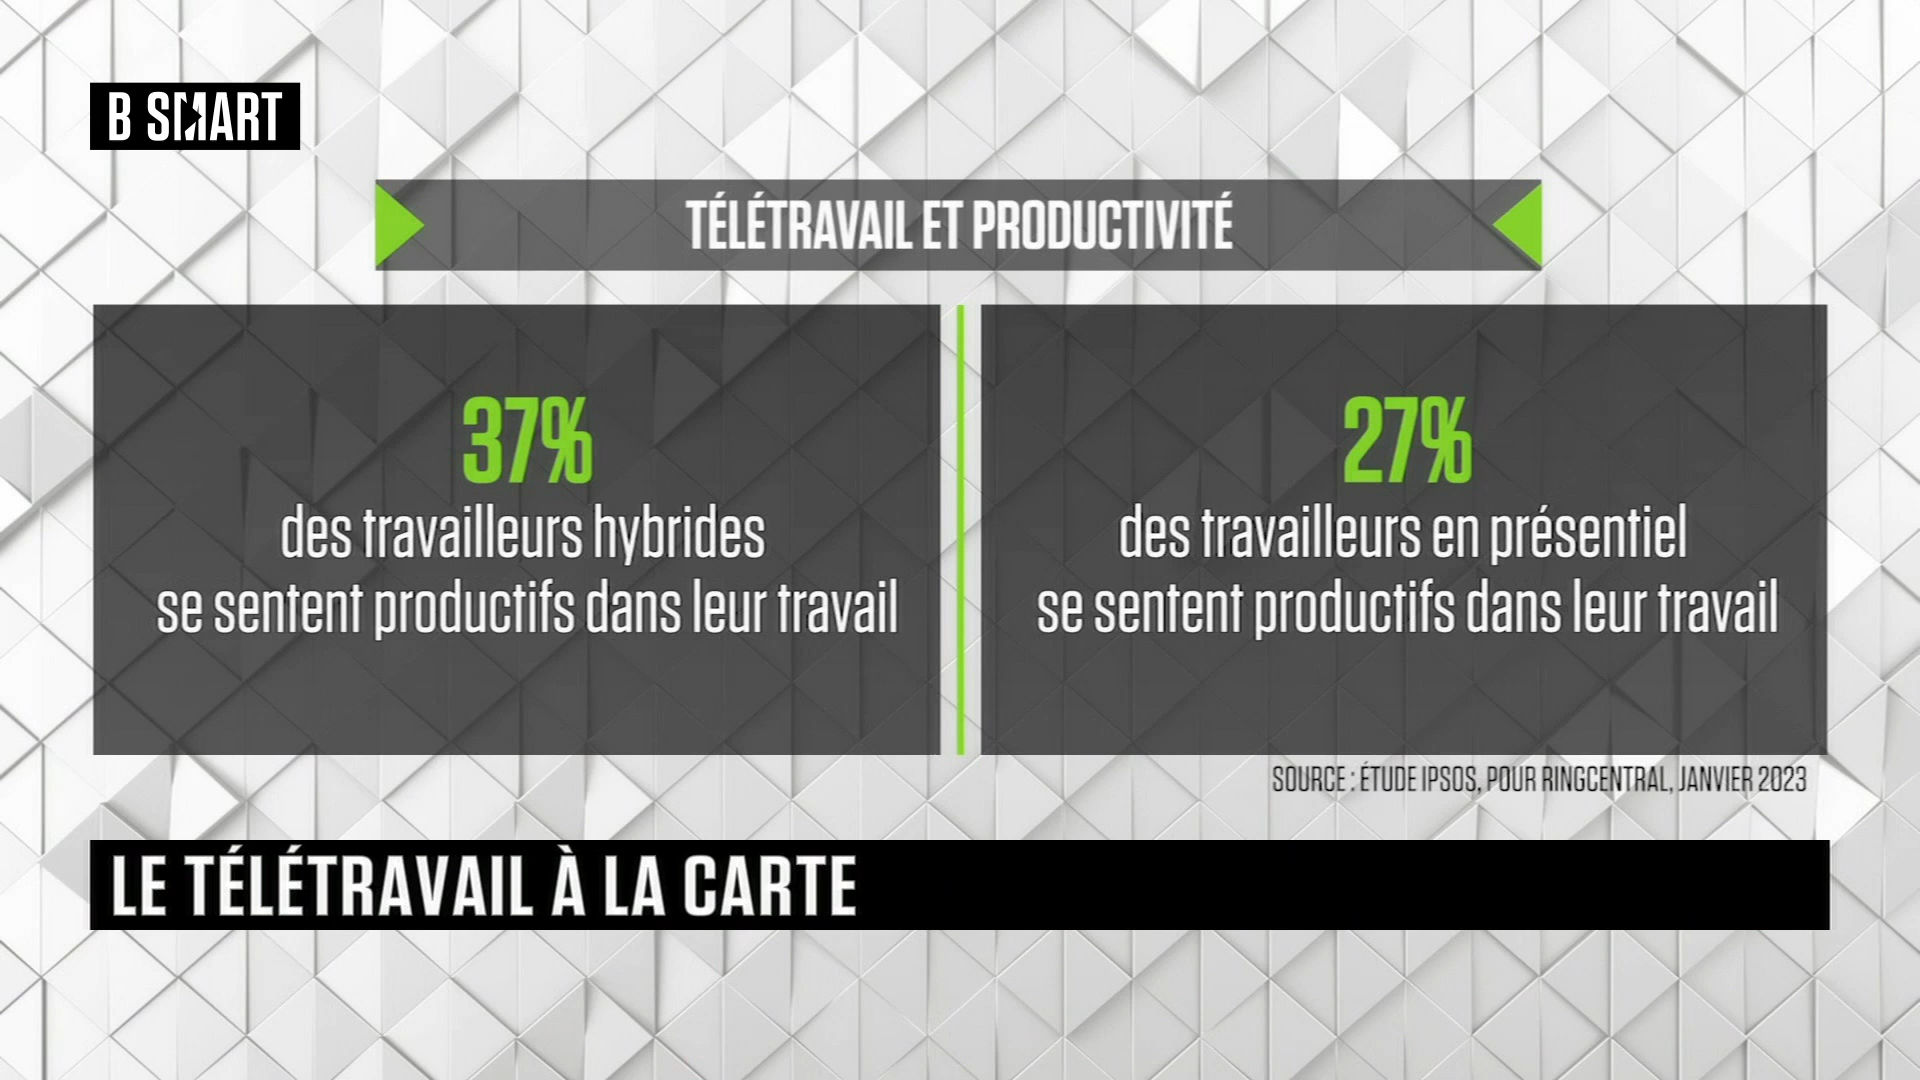 B SMART
TÉLÉTRAVAIL ET PRODUCTIVITÉ
37%
des travailleurs hybrides
se sentent productifs dans leur travail
27%
des travailleurs en présentiel
se sentent productifs dans leur travail
SOURCE : ÉTUDE IPSOS, POUR RINGCENTRAL, JANVIER 2023
LE TÉLÉTRAVAIL À LA CARTE